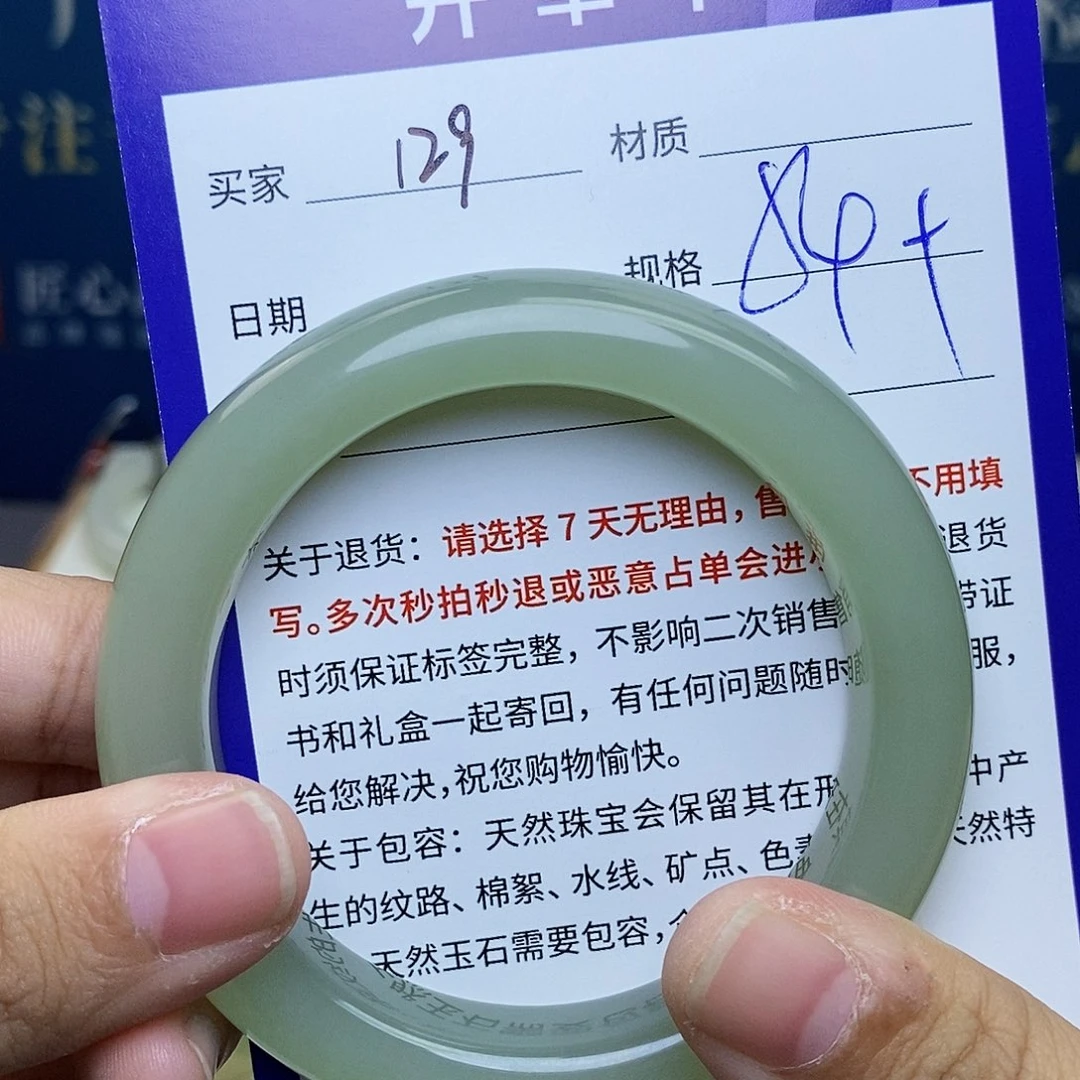 买家 129 材质
日期 规格 84+
关于退货：请选择7天无理由，售 不用填
写。多次秒拍秒退或恶意占单会进 退货
时须保证标签完整，不影响二次销售 带证
书和礼盒一起寄回，有任何问题随时 服，
给您解决，祝您购物愉快。
关于包容：天然珠宝会保留其在形 中产
生的纹路、棉絮、水线、矿点、色 天然特
天然玉石需要包容，
注
匠心